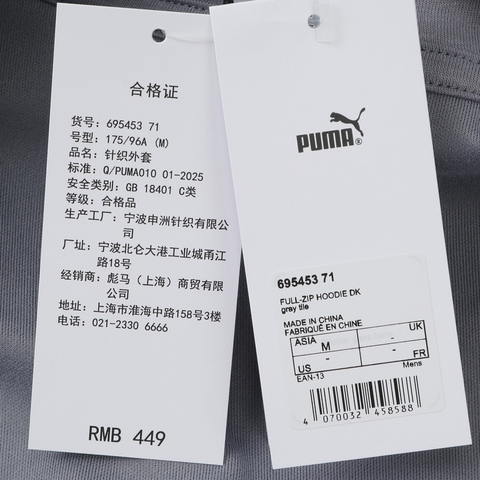 合格证
货号: 695453 71
号型: 175/96A (M)
品名: 针织外套
标准: Q/PUMA010 01-2025
安全类别: GB 18401 C类
等级: 合格品
生产工厂: 宁波申洲针织有限公
司
厂址: 宁波北仑大港工业城甬江
路18号
经销商: 彪马（上海）商贸有限
公司
地址: 上海市淮海中路158号3楼
电话: 021-2330 6666
RMB 449
PUMA®
695453 71
FULL-ZIP HOODIE DK
gray tile
MADE IN CHINA
FABRIQUÉ EN CHINE
ASIA M - UK
US - - FR
EAN-13 Mens
4 070032 458588